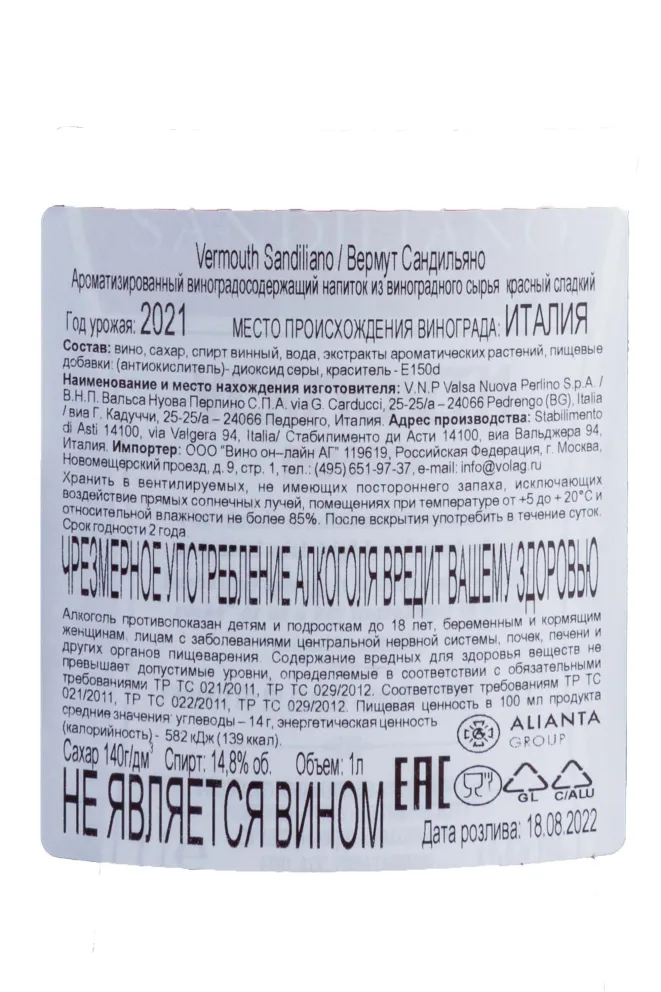 SANDILIANO
Vermouth Sandiliano / Вермут Сандильяно
Ароматизированный виноградосодержащий напиток из виноградного сырья красный сладкий
Год урожая: 2021 МЕСТО ПРОИСХОЖДЕНИЯ ВИНОГРАДА: ИТАЛИЯ
Состав: вино, сахар, спирт винный, вода, экстракты ароматических растений, пищевые
добавки: (антиокислитель)- диоксид серы, краситель - E150d
Наименование и место нахождения изготовителя: V.N.P Valsa Nuova Perlino S.p.A. /
В.Н.П. Вальса Нуова Перлино С.П.А. via G. Carducci, 25-25/a – 24066 Pedrengo (BG), Italia
/ виа Г. Кадуччи, 25-25/а – 24066 Педренго, Италия. Адрес производства: Stabilimento
di Asti 14100, via Valgera 94, Italia/ Стабилименто ди Асти 14100, виа Вальджера 94,
Италия. Импортер: ООО "Вино он–лайн АГ" 119619, Российская Федерация, г. Москва,
Новомещерский проезд, д. 9, стр. 1, тел.: (495) 651-97-37, e-mail: info@volag.ru
Хранить в вентилируемых, не имеющих постороннего запаха, исключающих
воздействие прямых солнечных лучей, помещениях при температуре от +5 до + 20°С и
относительной влажности не более 85%. После вскрытия употребить в течение суток.
Срок годности 2 года.
ЧРЕЗМЕРНОЕ УПОТРЕБЛЕНИЕ АЛКОГОЛЯ ВРЕДИТ ВАШЕМУ ЗДОРОВЬЮ
Алкоголь противопоказан детям и подросткам до 18 лет, беременным и кормящим
женщинам, лицам с заболеваниями центральной нервной системы, почек, печени и
других органов пищеварения. Содержание вредных для здоровья веществ не
превышает допустимые уровни, определяемые в соответствии с обязательными
требованиями ТР ТС 021/2011, ТР ТС 029/2012. Соответствует требованиям ТР ТС
021/2011, ТР ТС 022/2011, ТР ТС 029/2012. Пищевая ценность в 100 мл продукта
средние значения: углеводы – 14 г, энергетическая ценность
(калорийность) - 582 кДж (139 ккал).
ALIANTA
GROUP
Сахар 140г/дм³ Спирт: 14,8% об. Объем: 1л
НЕ ЯВЛЯЕТСЯ ВИНОМ
EAC
GL C/ALU
Дата розлива: 18.08.2022